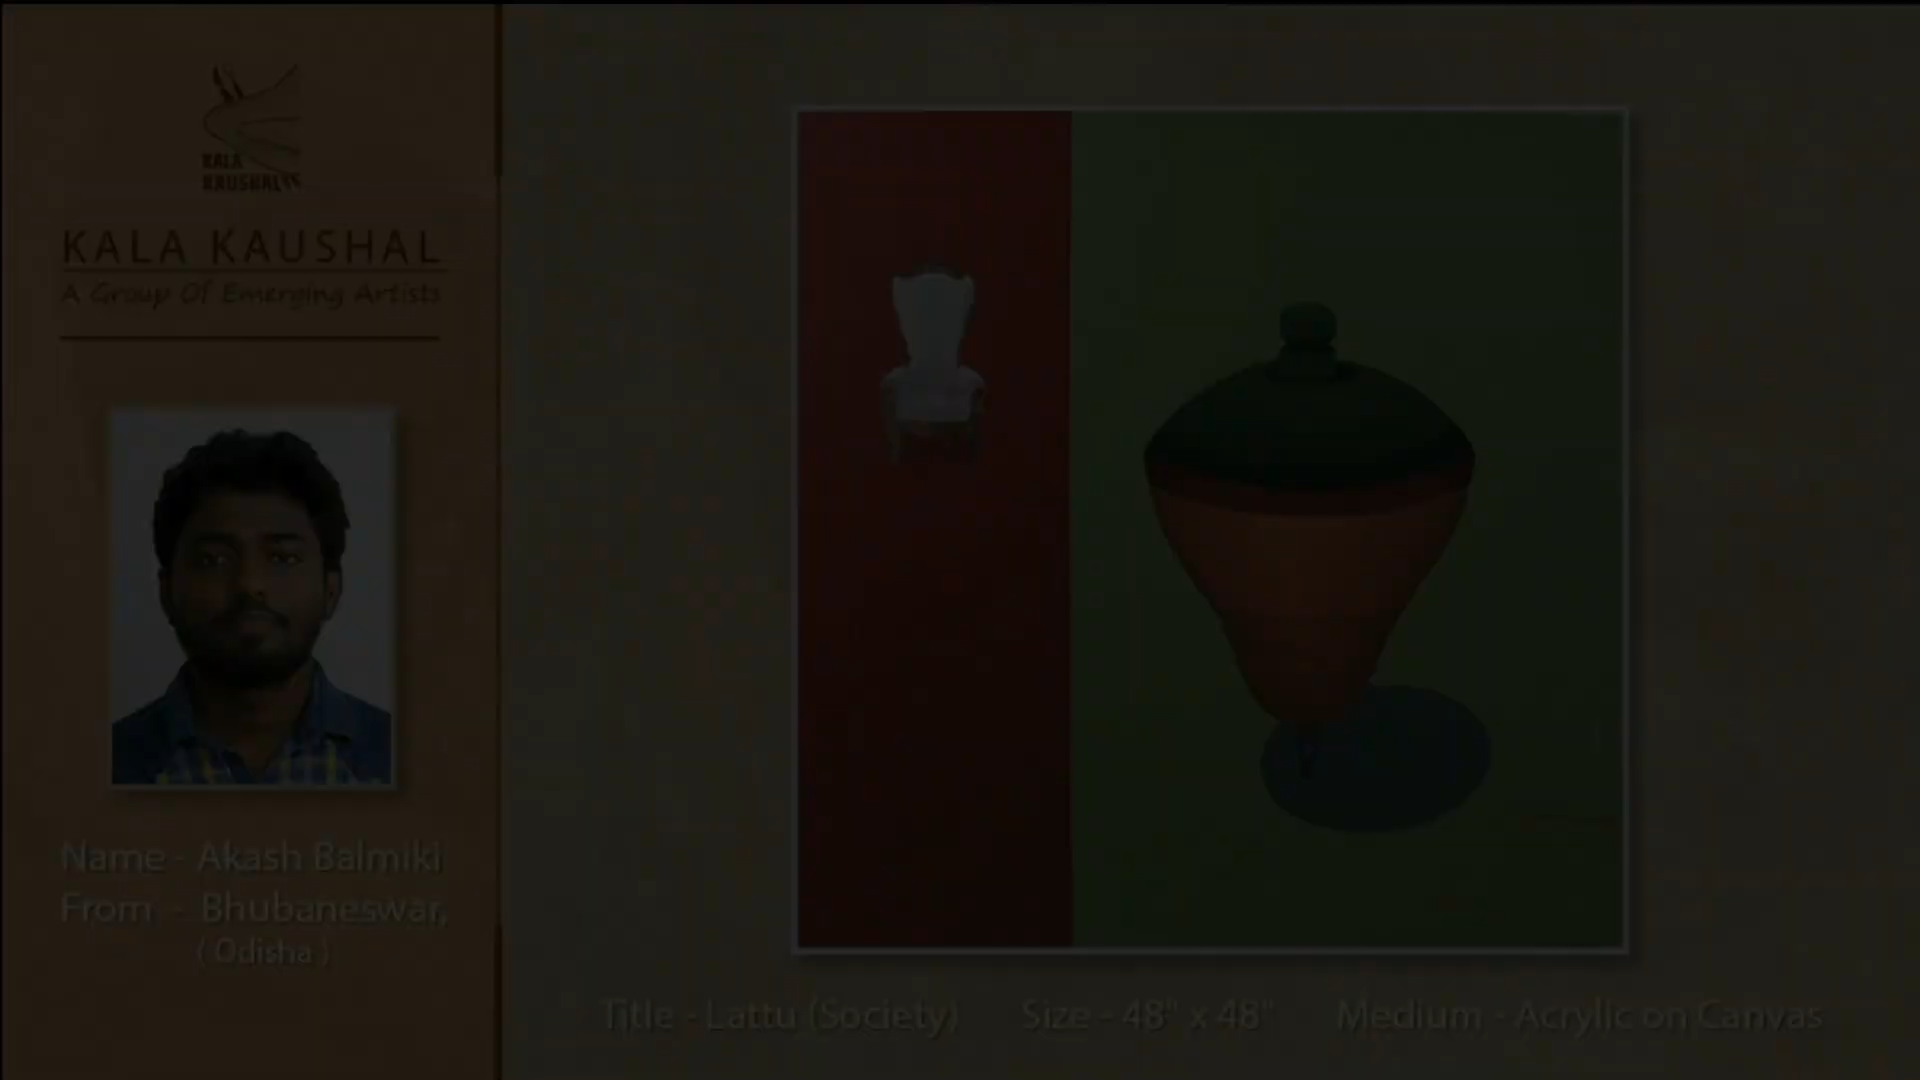 KALA
KAUSHAL
KALA KAUSHAL
A Group Of Emerging Artists
Name - Akash Balmiki
From - Bhubaneswar,
( Odisha )
Title - Lattu (Society) Size - 48" x 48" Medium - Acrylic on Canvas